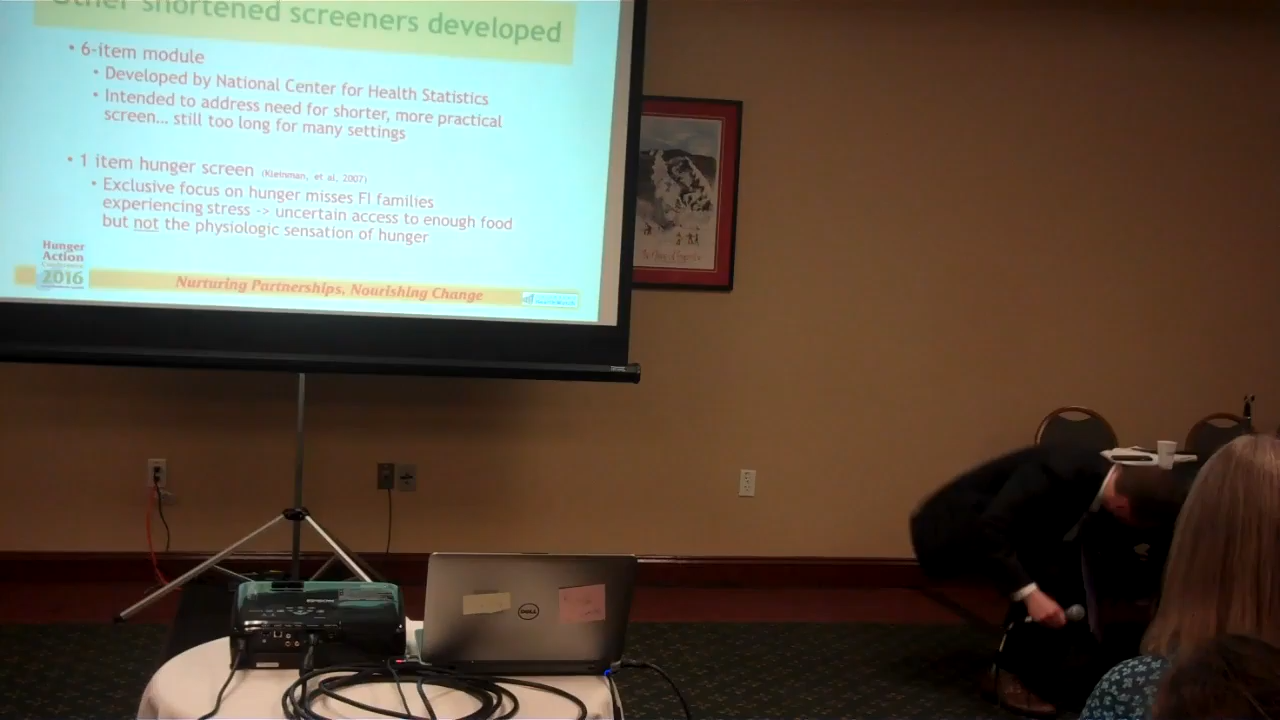 Other shortened screeners developed
• 6-item module
• Developed by National Center for Health Statistics
• Intended to address need for shorter, more practical
screen... still too long for many settings
• 1 item hunger screen (Kleinman, et al, 2007)
• Exclusive focus on hunger misses FI families
experiencing stress -> uncertain access to enough food
but not the physiologic sensation of hunger
Hunger
Action
2016
Nurturing Partnerships, Nourishing Change
EPSON
DELL